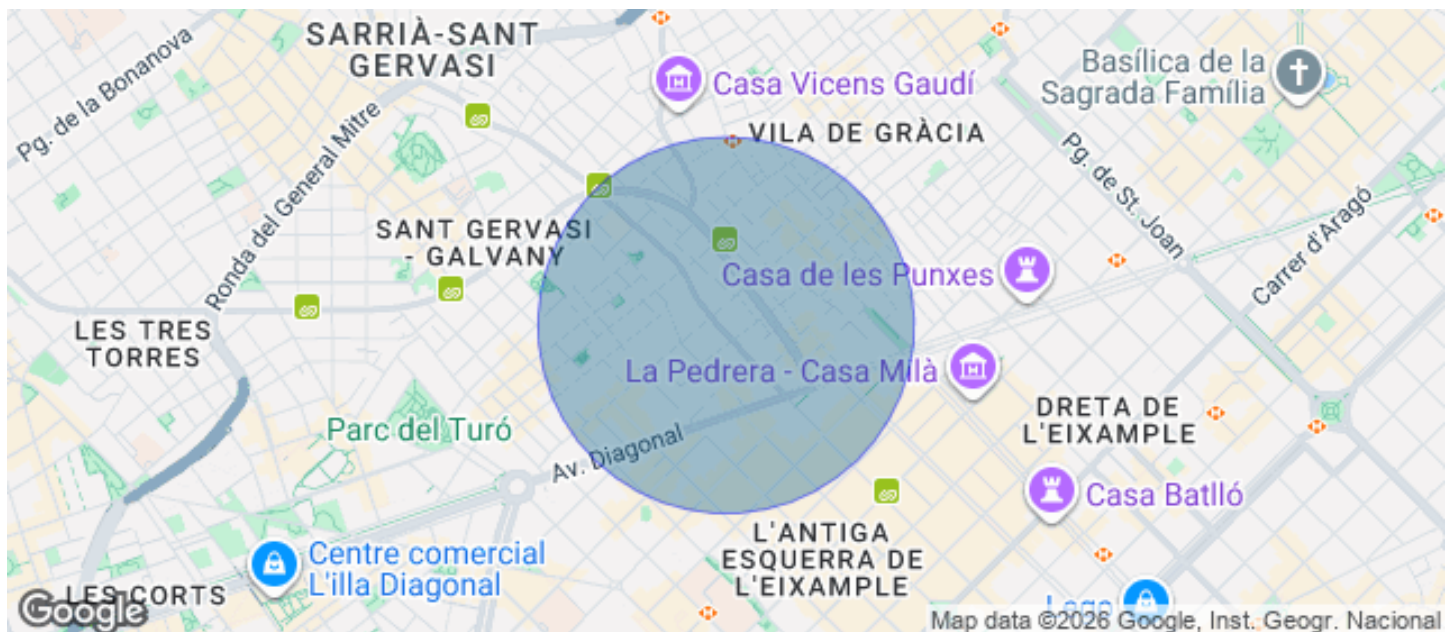 SARRIÀ-SANT
GERVASI
Pg. de la Bonanova
Casa Vicens Gaudí
Basílica de la
Sagrada Família
Ronda del General Mitre
VILA DE GRÀCIA
Pg. de St. Joan
Carrer d'Aragó
SANT GERVASI
- GALVANY
Casa de les Punxes
LES TRES
TORRES
La Pedrera - Casa Milà
DRETA DE
L'EIXAMPLE
Parc del Turó
Av. Diagonal
Casa Batlló
L'ANTIGA
ESQUERRA DE
L'EIXAMPLE
Centre comercial
L'illa Diagonal
LES CORTS
Google
Map data ©2026 Google, Inst. Geogr. Nacional